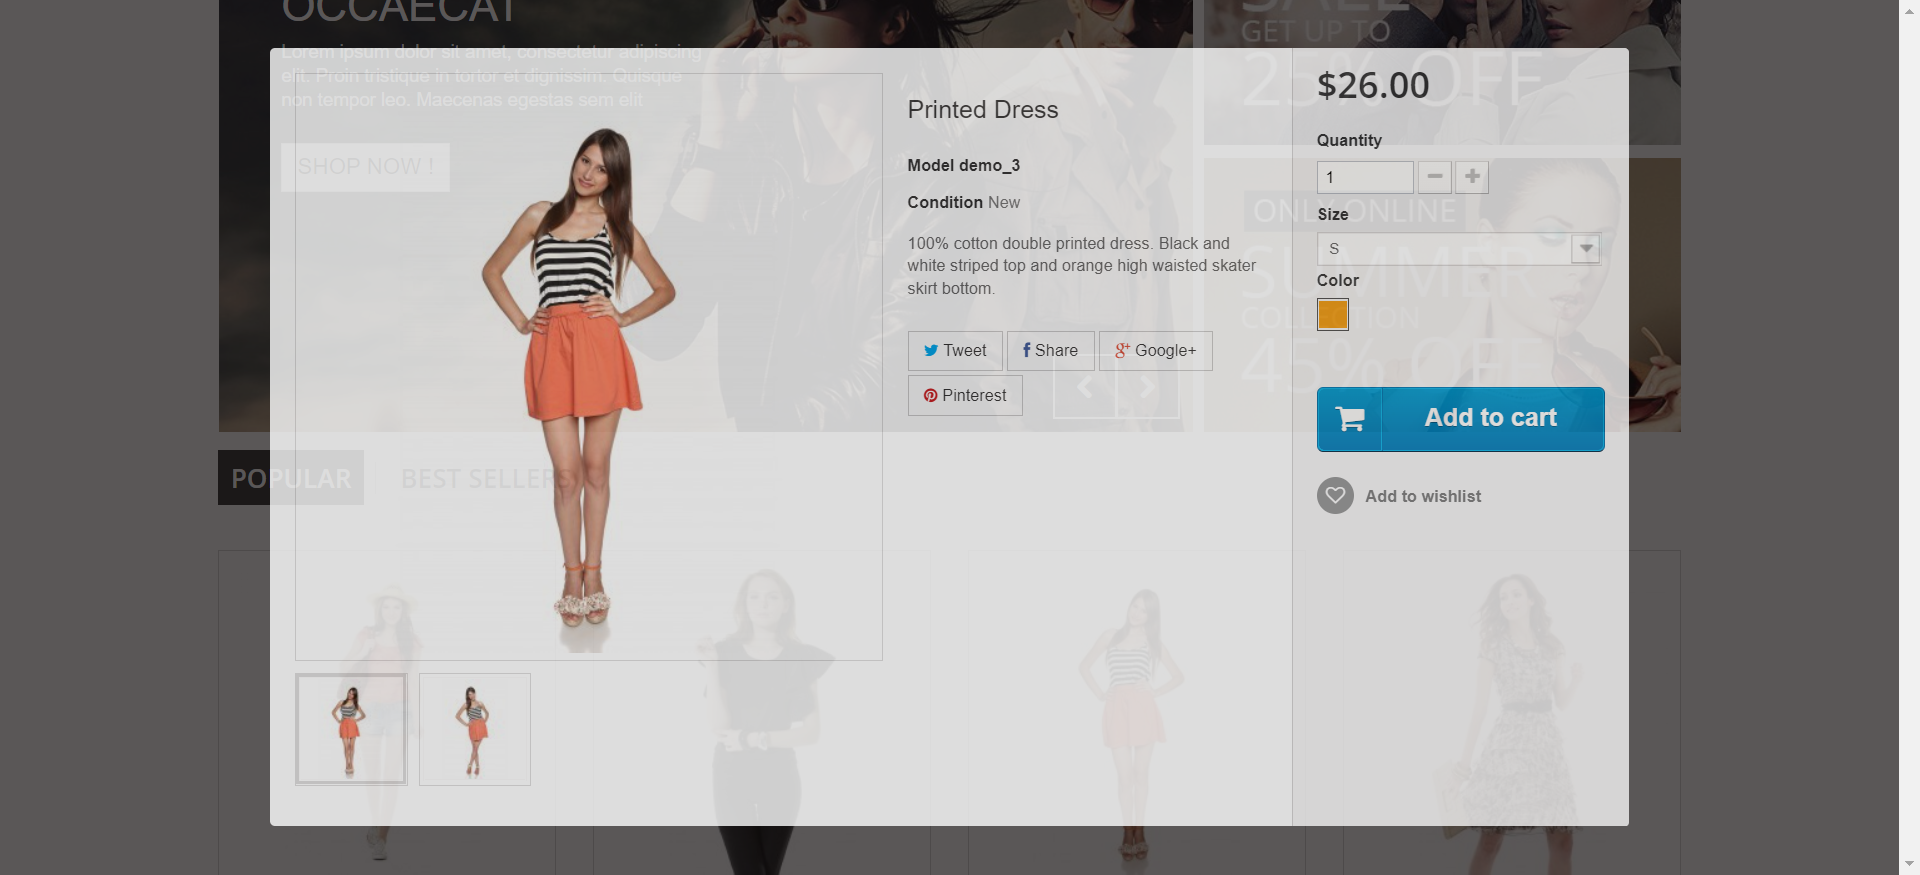 OCCAECAT
Lorem ipsum dolor sit amet, consectetur adipiscing
elit. Proin tristique in tortor et dignissim. Quisque
non tempor leo. Maecenas egestas sem elit
SHOP NOW !
SALE
GET UP TO
25% OFF
ONLY ONLINE
SUMMER
COLLECTION
45% OFF
POPULAR
BEST SELLERS
Printed Dress
Model demo_3
Condition New
100% cotton double printed dress. Black and
white striped top and orange high waisted skater
skirt bottom.
Tweet
Share
Google+
Pinterest
$26.00
Quantity
1
Size
S
Color
Add to cart
Add to wishlist